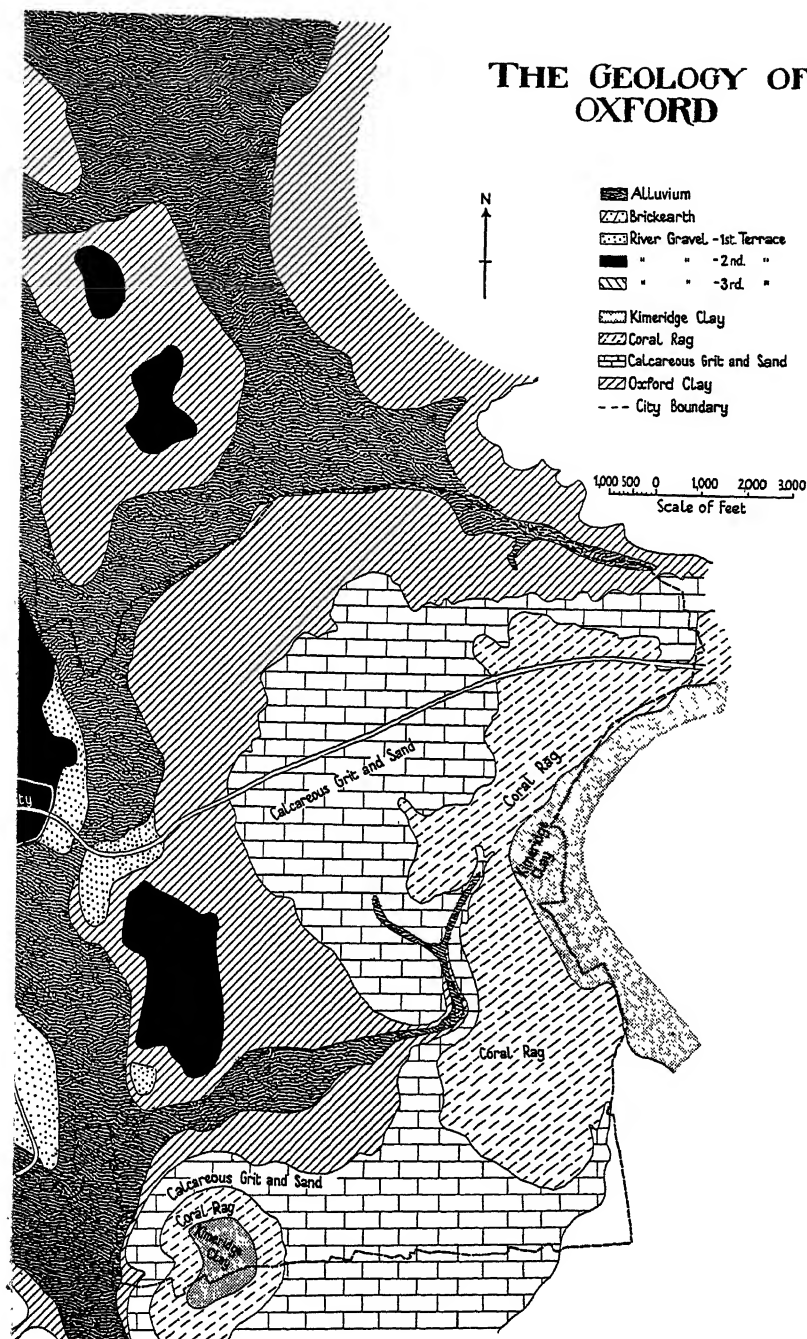 THE GEOLOGY OF
OXFORD
N
Alluvium
Brickearth
River Gravel -1st. Terrace
" " -2nd. "
" " -3rd. "
Kimeridge Clay
Coral Rag
Calcareous Grit and Sand
Oxford Clay
City Boundary
1,000 500 0 1,000 2,000 3,000
Scale of Feet
Calcareous Grit and Sand
Coral Rag
Kimeridge
Clay
ty
Coral Rag
Calcareous Grit and Sand
Coral Rag
Kimeridge
Clay